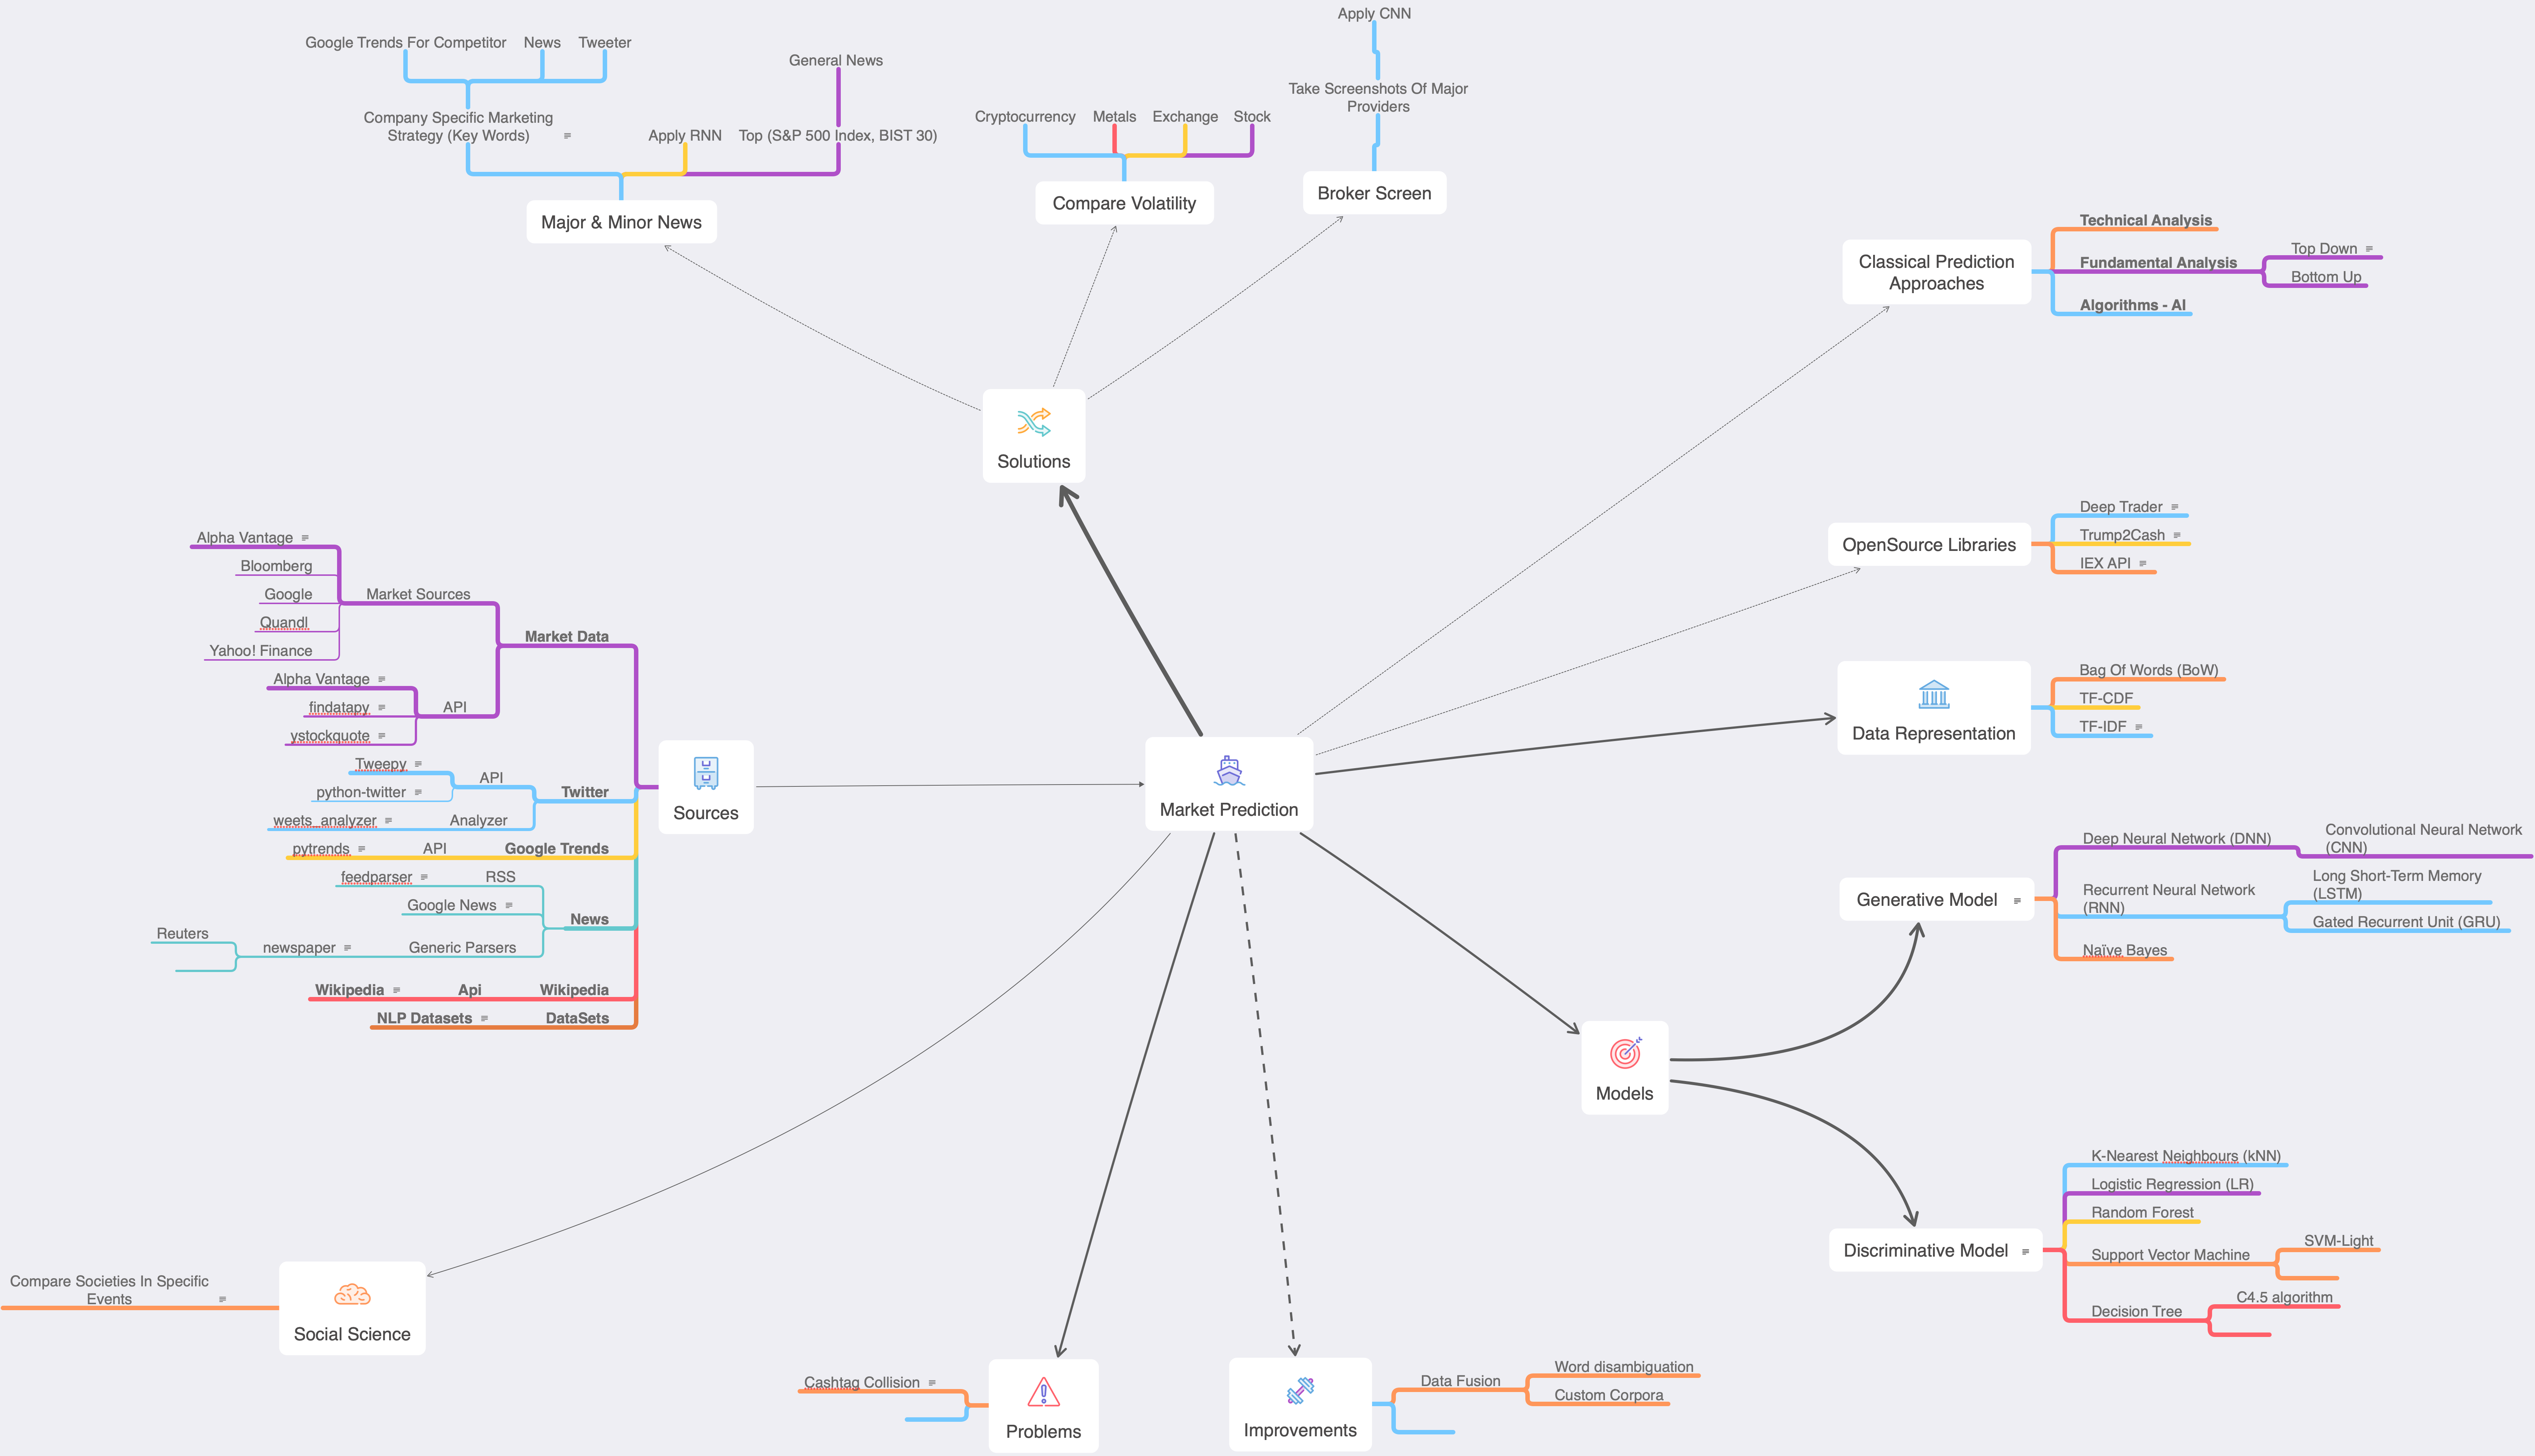 Apply CNN
Take Screenshots Of Major
Providers
Broker Screen
Google Trends For Competitor
News
Tweeter
General News
Company Specific Marketing
Strategy (Key Words)
Apply RNN
Top (S&P 500 Index, BIST 30)
Major & Minor News
Cryptocurrency
Metals
Exchange
Stock
Compare Volatility
Solutions
Classical Prediction
Approaches
Technical Analysis
Fundamental Analysis
Top Down
Bottom Up
Algorithms - AI
OpenSource Libraries
Deep Trader
Trump2Cash
IEX API
Data Representation
Bag Of Words (BoW)
TF-CDF
TF-IDF
Market Prediction
Sources
Market Data
Market Sources
Alpha Vantage
Bloomberg
Google
Quandl
Yahoo! Finance
API
Alpha Vantage
findatapy
ystockquote
Twitter
API
Tweepy
python-twitter
Analyzer
weets_analyzer
Google Trends
API
pytrends
News
RSS
feedparser
Google News
Generic Parsers
newspaper
Reuters
Wikipedia
Api
Wikipedia
DataSets
NLP Datasets
Models
Generative Model
Deep Neural Network (DNN)
Convolutional Neural Network
(CNN)
Recurrent Neural Network
(RNN)
Long Short-Term Memory
(LSTM)
Gated Recurrent Unit (GRU)
Naïve Bayes
Discriminative Model
K-Nearest Neighbours (kNN)
Logistic Regression (LR)
Random Forest
Support Vector Machine
SVM-Light
Decision Tree
C4.5 algorithm
Social Science
Compare Societies In Specific
Events
Problems
Cashtag Collision
Improvements
Data Fusion
Word disambiguation
Custom Corpora